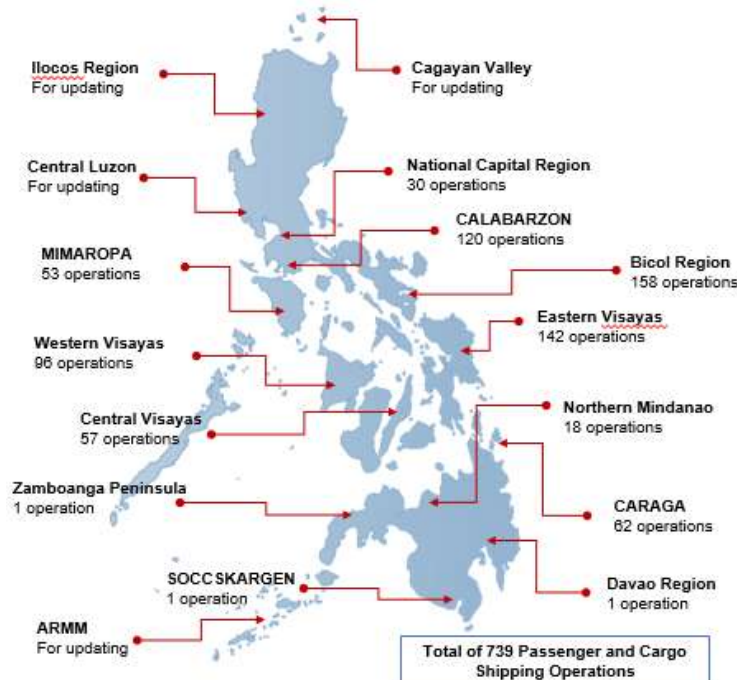 Ilocos Region
For updating
Cagayan Valley
For updating
Central Luzon
For updating
National Capital Region
30 operations
CALABARZON
120 operations
MIMAROPA
53 operations
Bicol Region
158 operations
Eastern Visayas
142 operations
Western Visayas
96 operations
Central Visayas
57 operations
Northern Mindanao
18 operations
Zamboanga Peninsula
1 operation
CARAGA
62 operations
SOCCSKARGEN
1 operation
Davao Region
1 operation
ARMM
For updating
Total of 739 Passenger and Cargo
Shipping Operations